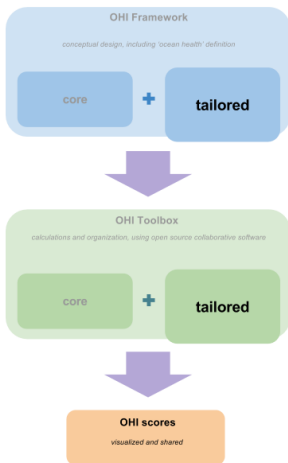 OHI Framework
conceptual design, including 'ocean health' definition
core + tailored
OHI Toolbox
calculations and organization, using open source collaborative software
core + tailored
OHI scores
visualized and shared